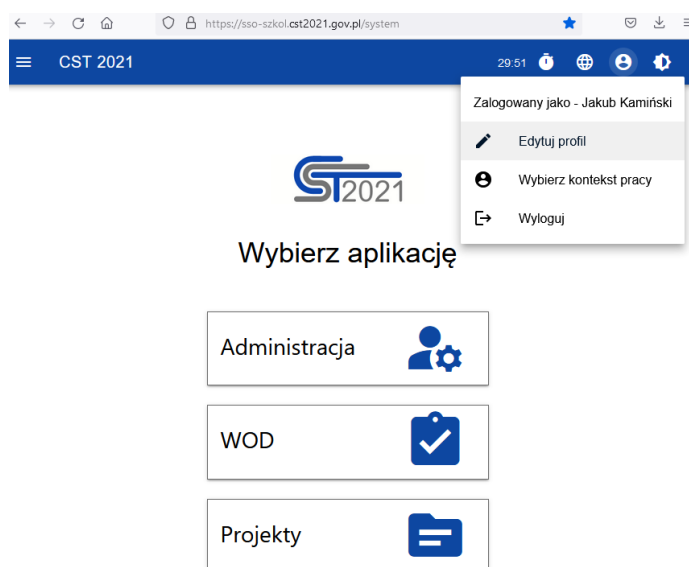 https://sso-szkol.cst2021.gov.pl/system
CST 2021
29:51
Zalogowany jako - Jakub Kamiński
Edytuj profil
Wybierz kontekst pracy
Wyloguj
CST2021
Wybierz aplikację
Administracja
WOD
Projekty